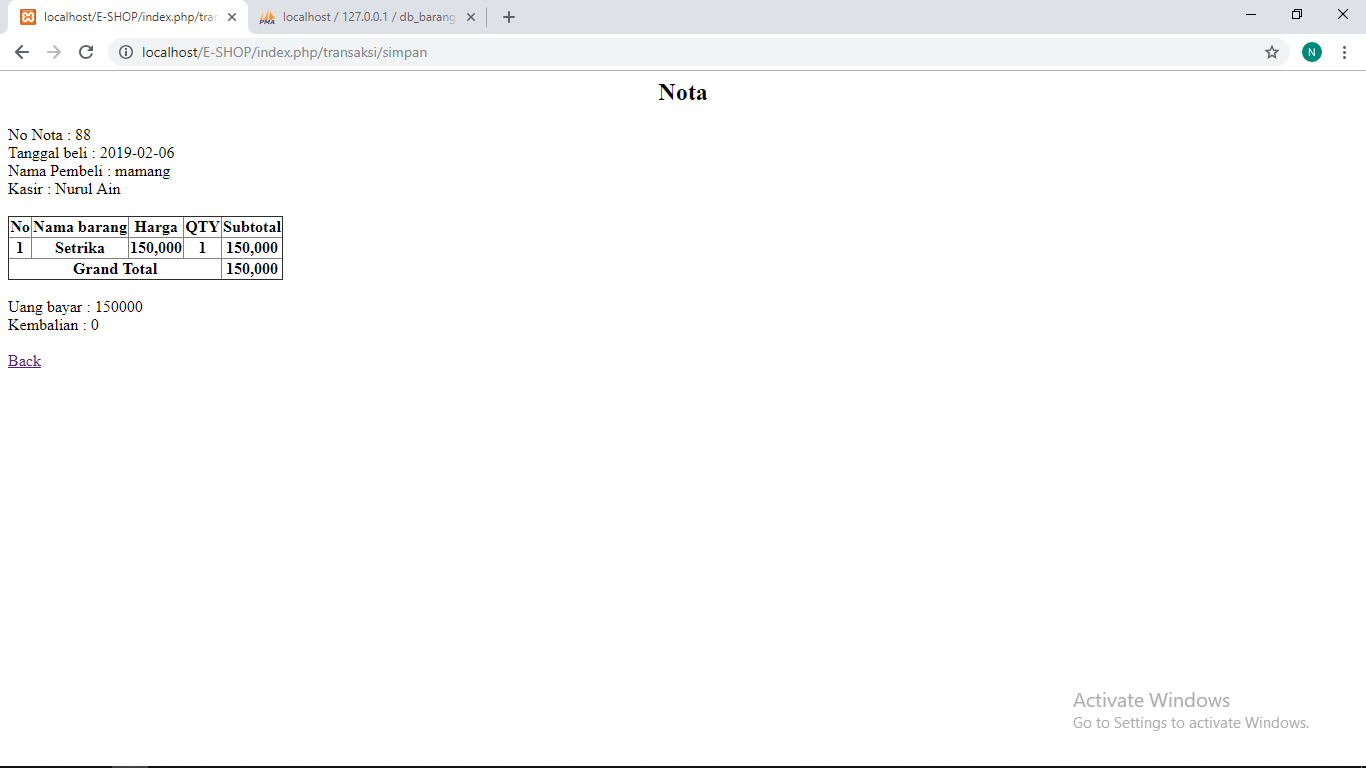 localhost/E-SHOP/index.php/tran
localhost / 127.0.0.1 / db_barang
localhost/E-SHOP/index.php/transaksi/simpan
N
Nota
No Nota : 88
Tanggal beli : 2019-02-06
Nama Pembeli : mamang
Kasir : Nurul Ain
No Nama barang Harga QTY Subtotal
1 Setrika 150,000 1 150,000
Grand Total 150,000
Uang bayar : 150000
Kembalian : 0
Back
Activate Windows
Go to Settings to activate Windows.